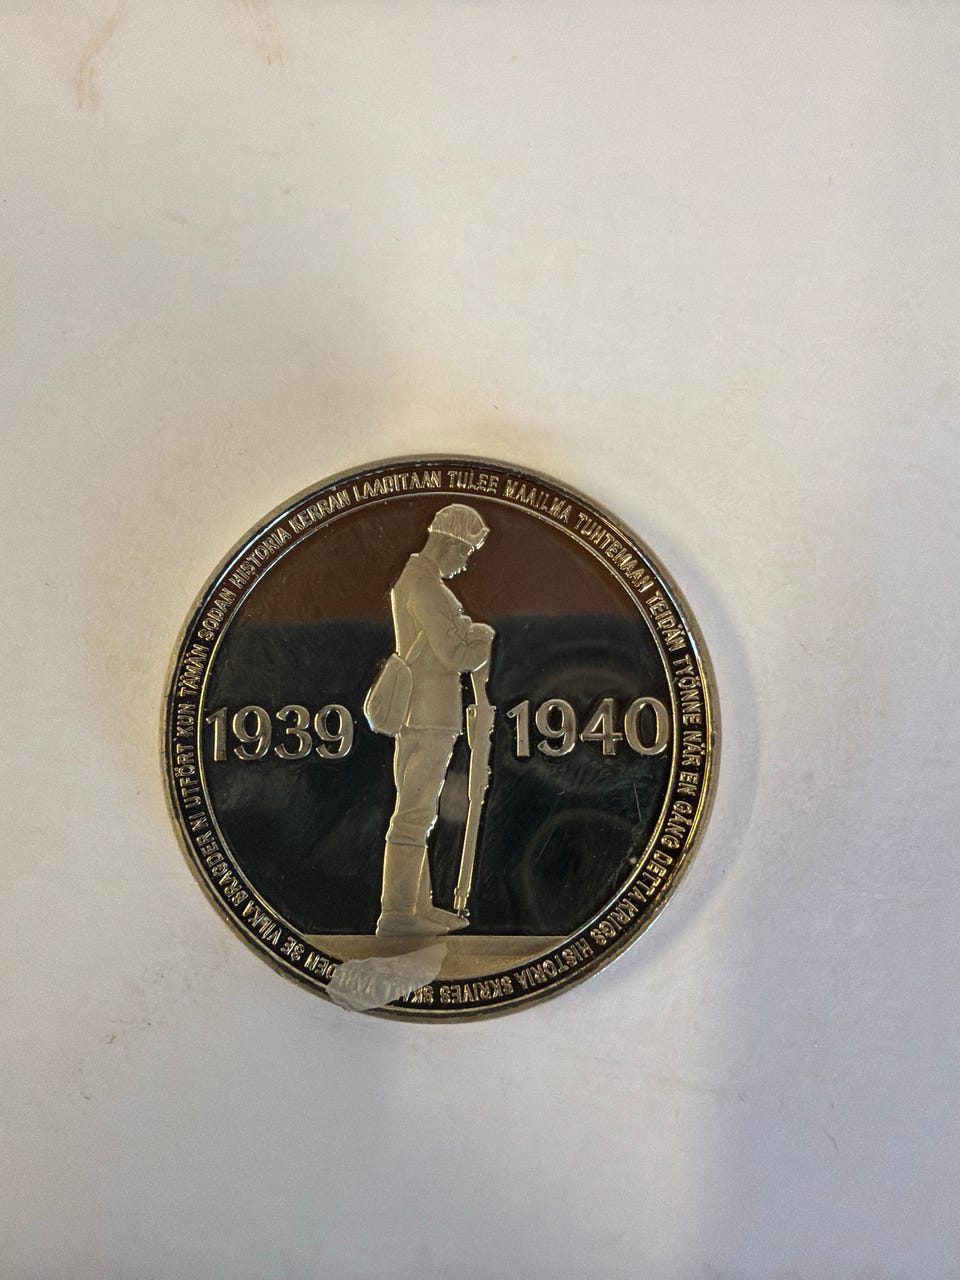 KUN TÄMÄN SODAN HISTORIA KERRAN LAADITAAN TULEE MAAILMA TUNTEMAAN TEIDÄN TYÖNNE
NÄR EN GÅNG DETTA KRIGS HISTORIA SKRIVES SKALL DEN SE VILKA BRAGDER NI UTFÖRT
1939
1940